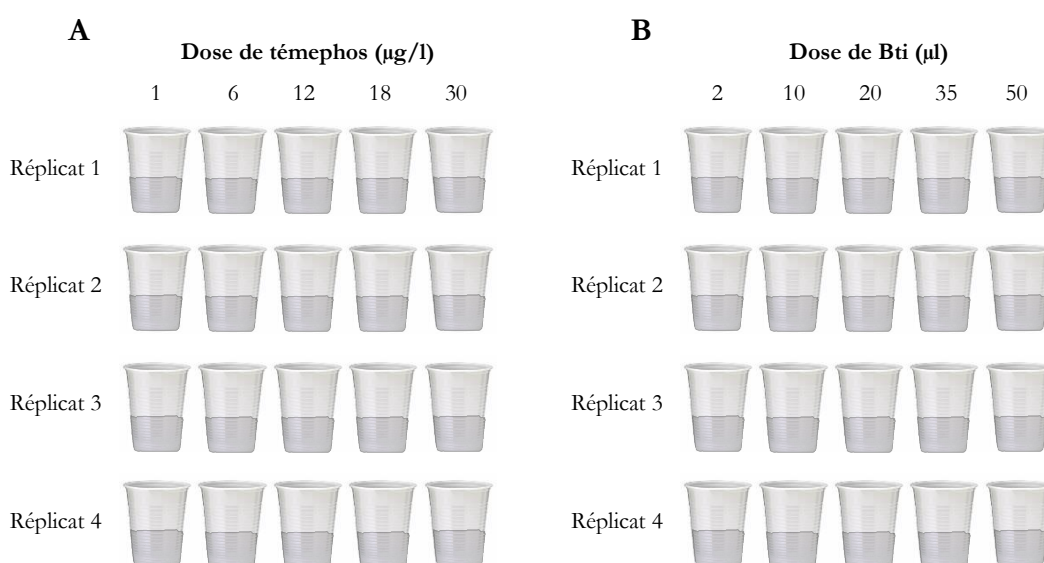 A
Dose de témephos (µg/l)
1 6 12 18 30
Réplicat 1
Réplicat 2
Réplicat 3
Réplicat 4
B
Dose de Bti (µl)
2 10 20 35 50
Réplicat 1
Réplicat 2
Réplicat 3
Réplicat 4